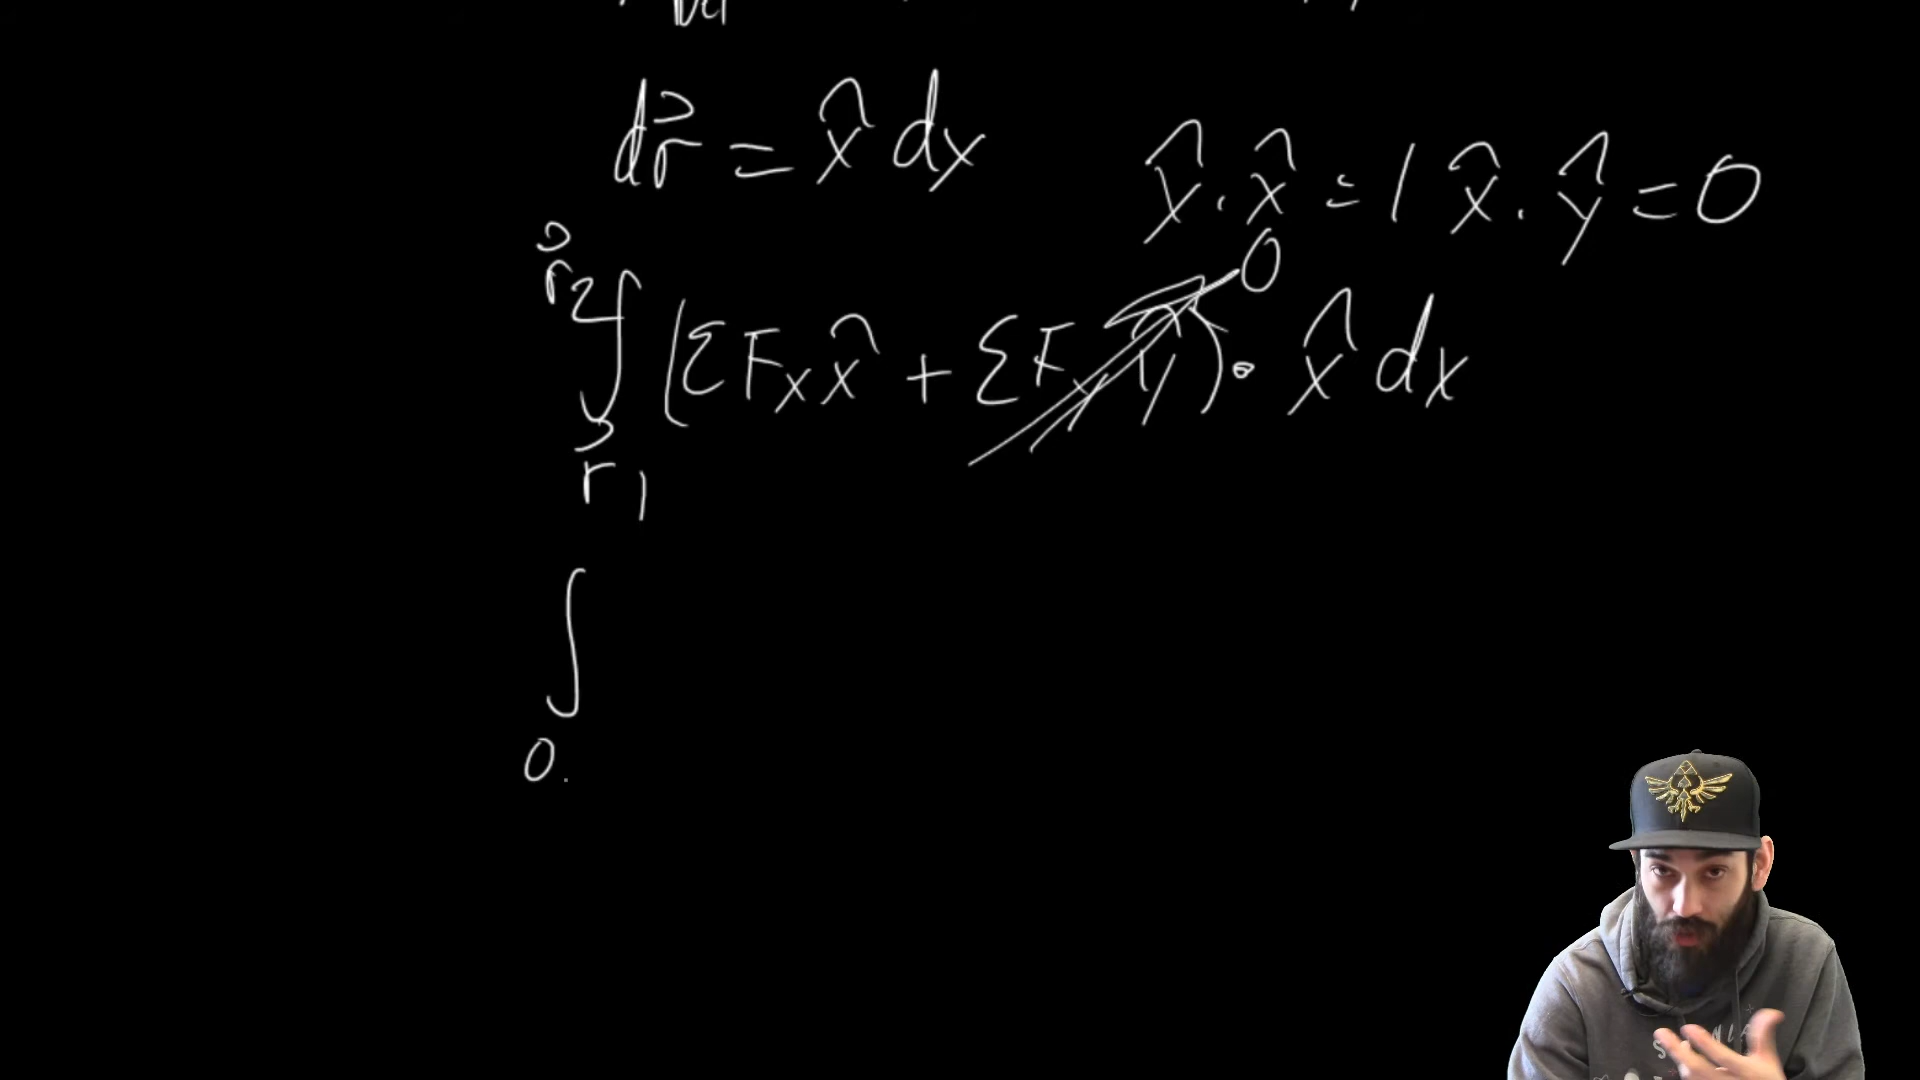 dr⃗ = x̂ dx
x̂ · x̂ = 1 x̂ · ŷ = 0
∫ r⃗1 r⃗2 (ΣFx x̂ + ΣFy ŷ) · x̂ dx
0
∫
0.